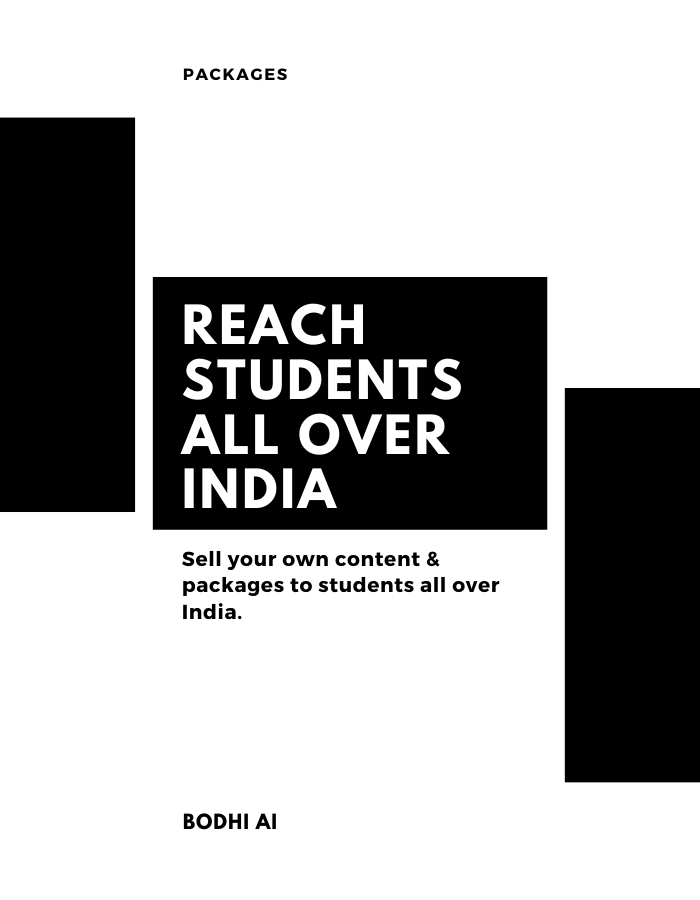 PACKAGES
REACH
STUDENTS
ALL OVER
INDIA
Sell your own content &
packages to students all over
India.
BODHI AI